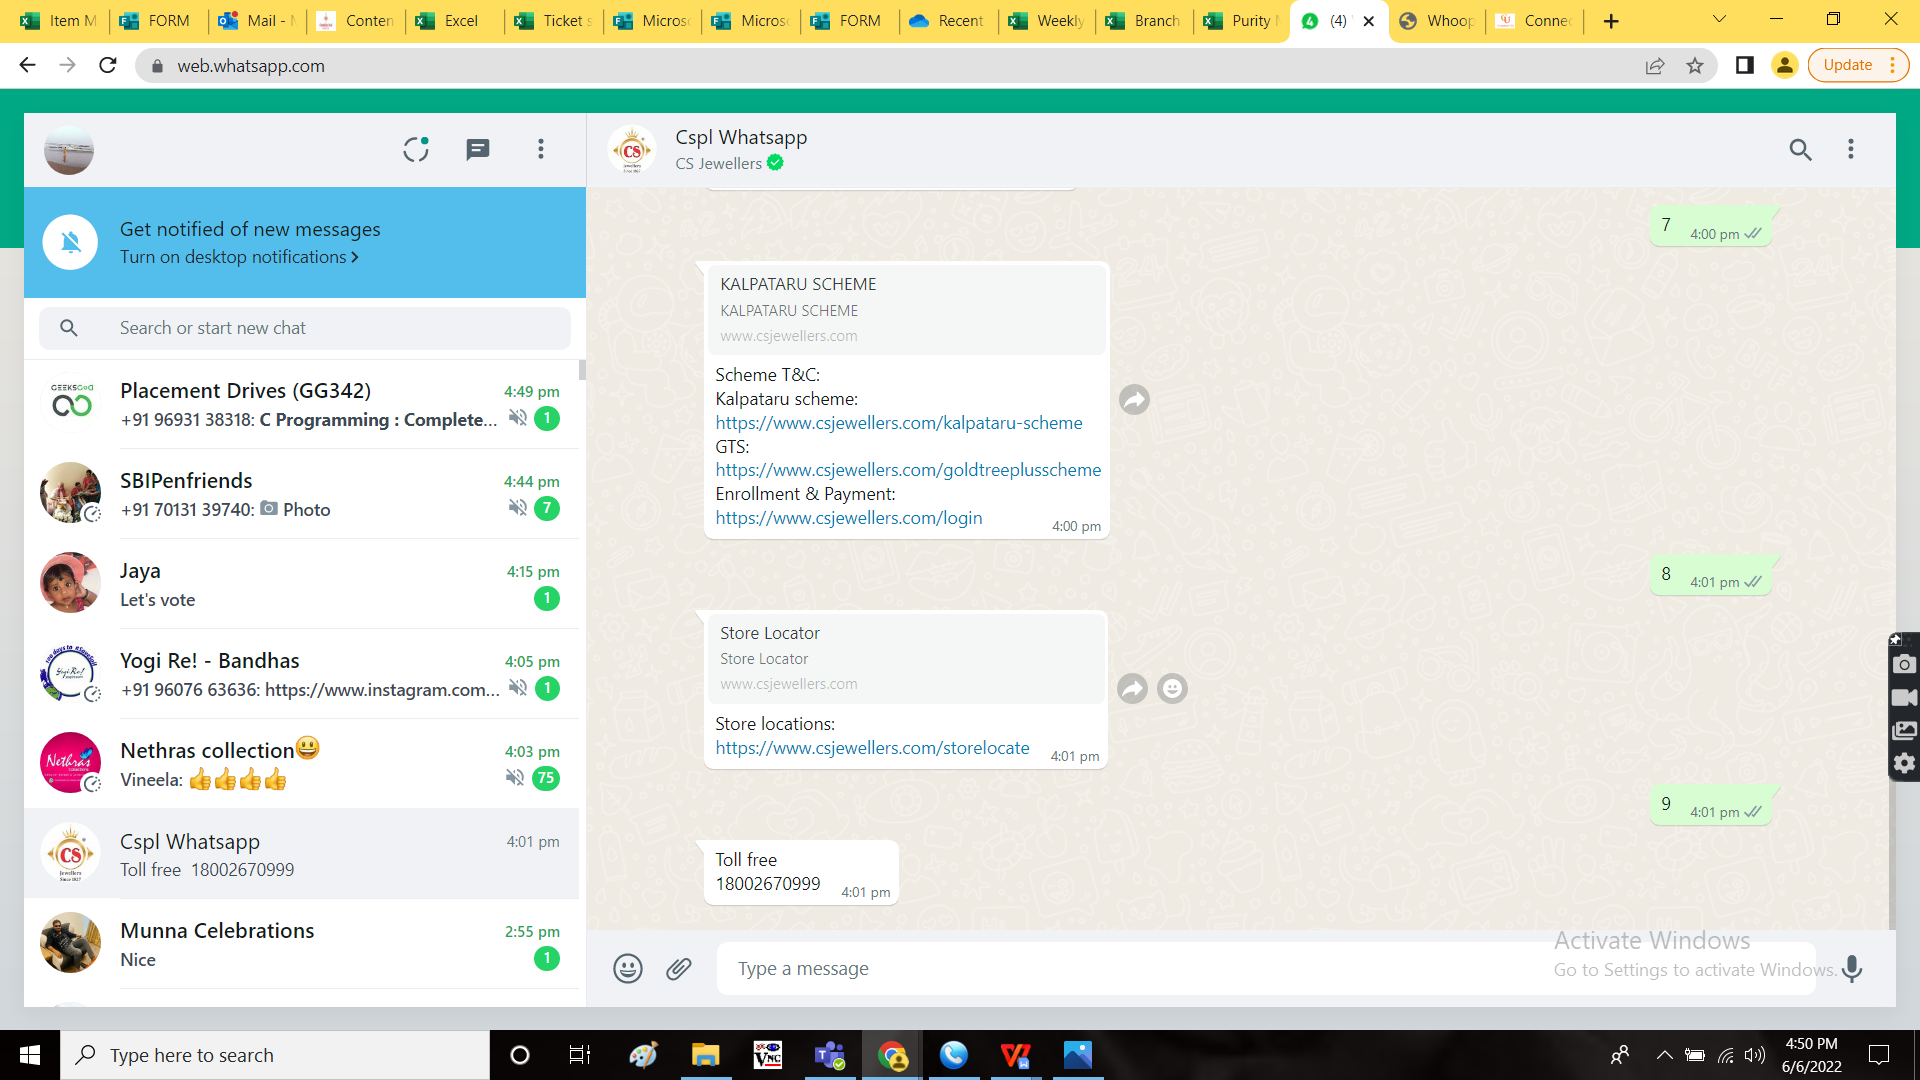 Item M
FORM
Mail -
Conten
Excel
Ticket s
Micros
Micros
FORM
Recent
Weekly
Branch
Purity
(4)
Whoop
Connec
web.whatsapp.com
Update
Cspl Whatsapp
CS Jewellers
Get notified of new messages
Turn on desktop notifications >
Search or start new chat
7 4:00 pm
KALPATARU SCHEME
KALPATARU SCHEME
www.csjewellers.com
Scheme T&C:
Kalpataru scheme:
https://www.csjewellers.com/kalpataru-scheme
GTS:
https://www.csjewellers.com/goldtreeplusscheme
Enrollment & Payment:
https://www.csjewellers.com/login
4:00 pm
8 4:01 pm
Store Locator
Store Locator
www.csjewellers.com
Store locations:
https://www.csjewellers.com/storelocate
4:01 pm
9 4:01 pm
Toll free
18002670999
4:01 pm
GEEKSGOD
Placement Drives (GG342) 4:49 pm
+91 96931 38318: C Programming : Complete... 1
SBIPenfriends 4:44 pm
+91 70131 39740: Photo 7
Jaya 4:15 pm
Let's vote 1
Yogi Re! - Bandhas 4:05 pm
+91 96076 63636: https://www.instagram.com... 1
Nethras
Nethras collection😃 4:03 pm
Vineela: 👍👍👍👍 75
CS
Jewellers
Since 1927
Cspl Whatsapp 4:01 pm
Toll free 18002670999
Munna Celebrations 2:55 pm
Nice 1
Type a message
Activate Windows
Go to Settings to activate Windows.
Type here to search
4:50 PM
6/6/2022